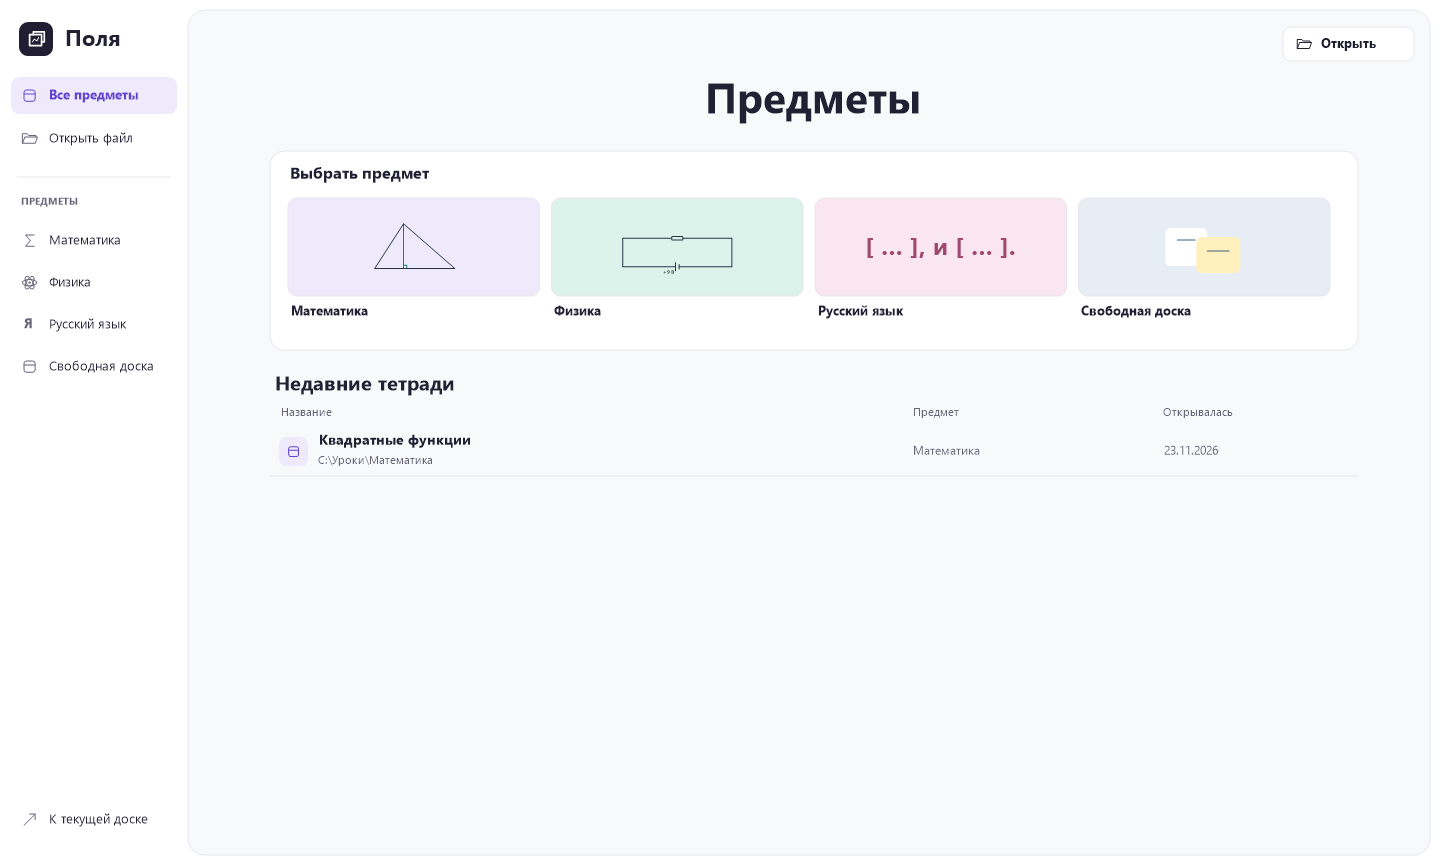 Поля
Все предметы
Открыть файл
ПРЕДМЕТЫ
Математика
Физика
Я Русский язык
Свободная доска
К текущей доске
Открыть
Предметы
Выбрать предмет
[ ... ], и [ ... ].
Математика
Физика
Русский язык
Свободная доска
Недавние тетради
Название Предмет Открывалась
Квадратные функции
C:\Уроки\Математика
Математика
23.11.2026